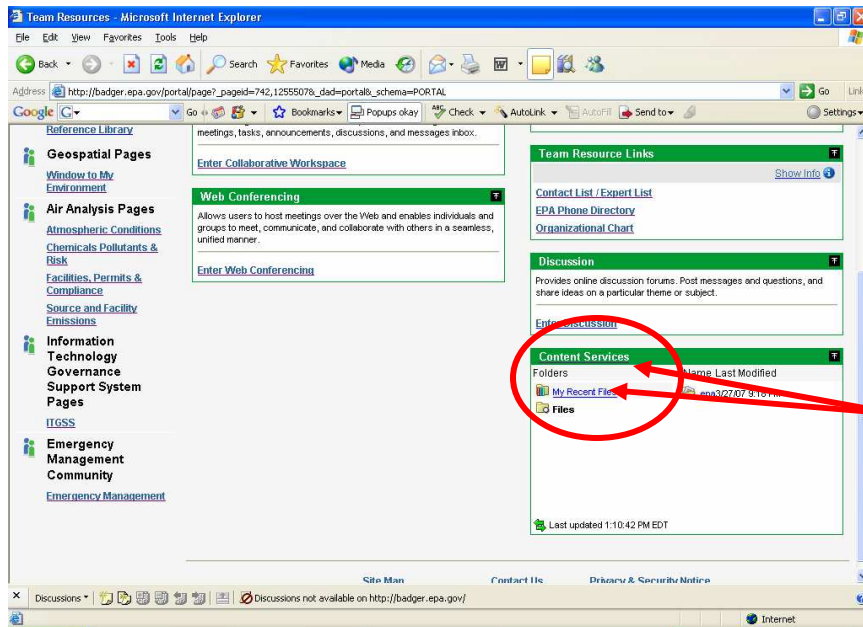 Team Resources - Microsoft Internet Explorer
File Edit View Favorites Tools Help
Back Search Favorites Media
Address http://badger.epa.gov/portal/page?_pageid=742,1255507&_dad=portal&_schema=PORTAL Go Link
Google G Go Bookmarks Popups okay ABC Check AutoLink AutoFill Send to Settings
Reference Library
Geospatial Pages
Window to My
Environment
Air Analysis Pages
Atmospheric Conditions
Chemicals Pollutants &
Risk
Facilities, Permits &
Compliance
Source and Facility
Emissions
Information
Technology
Governance
Support System
Pages
ITGSS
Emergency
Management
Community
Emergency Management
meetings, tasks, announcements, discussions, and messages inbox.
Enter Collaborative Workspace
Web Conferencing
Allows users to host meetings over the Web and enables individuals and
groups to meet, communicate, and collaborate with others in a seamless,
unified manner.
Enter Web Conferencing
Team Resource Links
Show Info
Contact List / Expert List
EPA Phone Directory
Organizational Chart
Discussion
Provides online discussion forums. Post messages and questions, and
share ideas on a particular theme or subject.
Enter Discussion
Content Services
Folders Name Last Modified
My Recent Files epa 3/27/07
Files
Last updated 1:10:42 PM EDT
Site Map Contact Us Privacy & Security Notice
Discussions Discussions not available on http://badger.epa.gov/
Internet